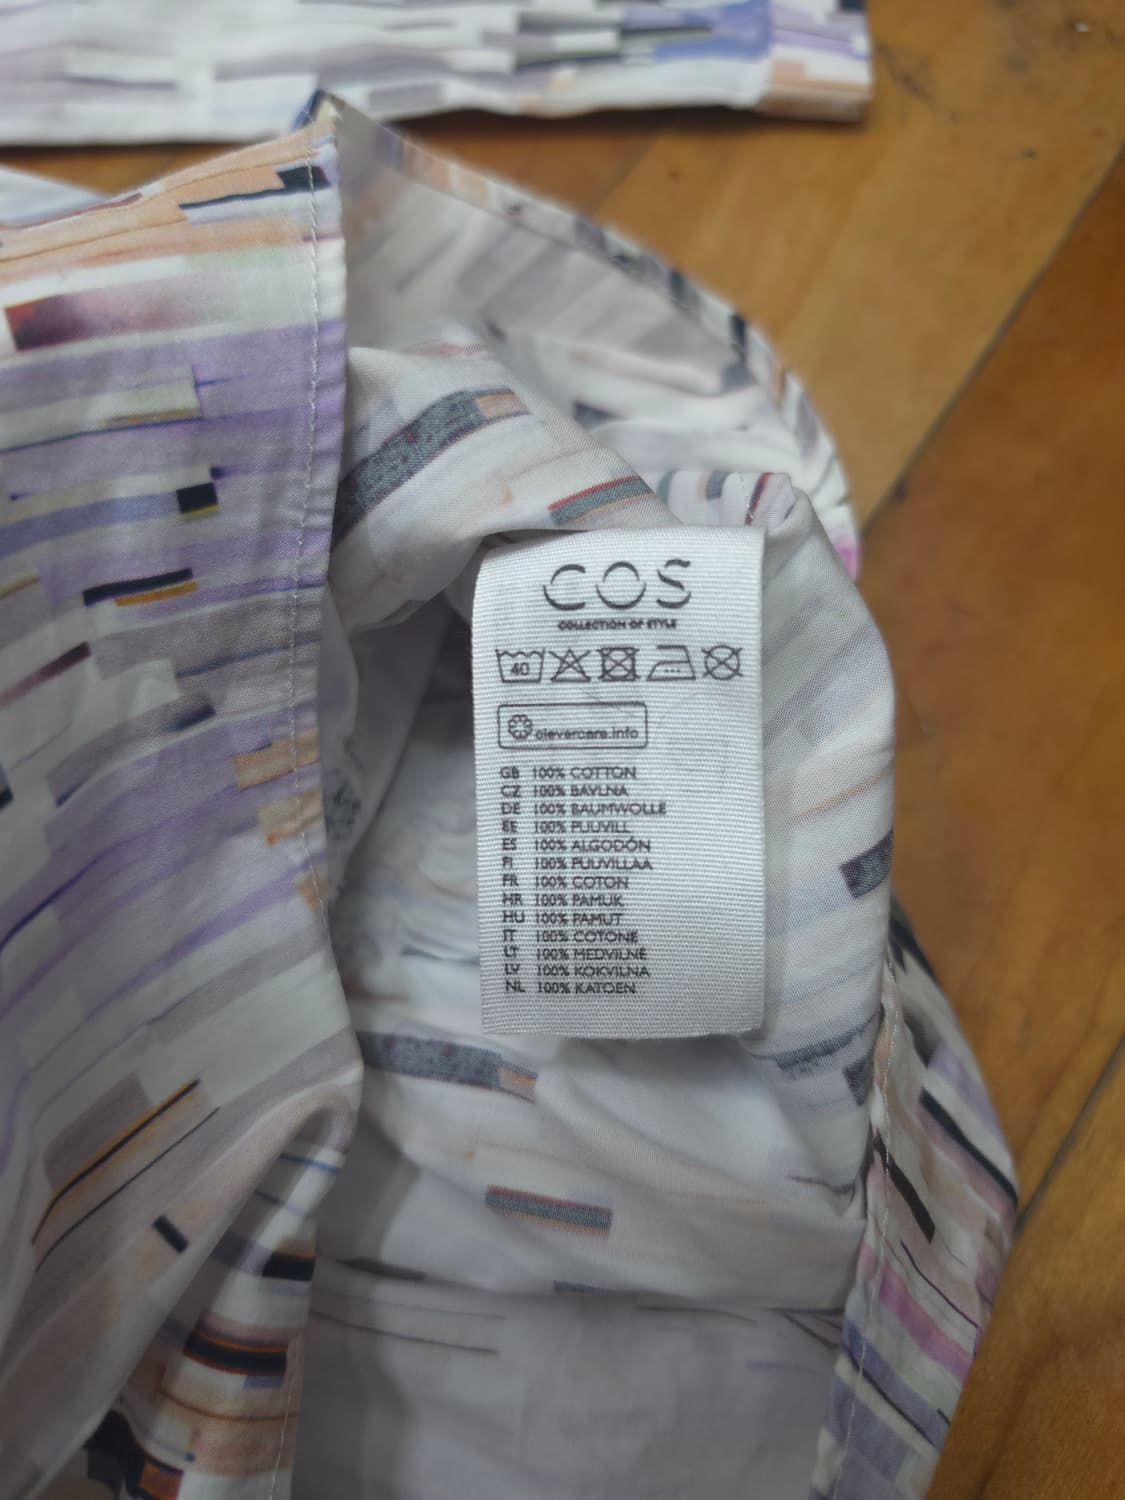 COS
COLLECTION OF STYLE
40
clevercare.info
GB 100% COTTON
CZ 100% BAVLNA
DE 100% BAUMWOLLE
EE 100% PUUVILL
ES 100% ALGODÓN
FI 100% PUUVILLAA
FR 100% COTON
HR 100% PAMUK
HU 100% PAMUT
IT 100% COTONE
LT 100% MEDVILNĖ
LV 100% KOKVILNA
NL 100% KATOEN